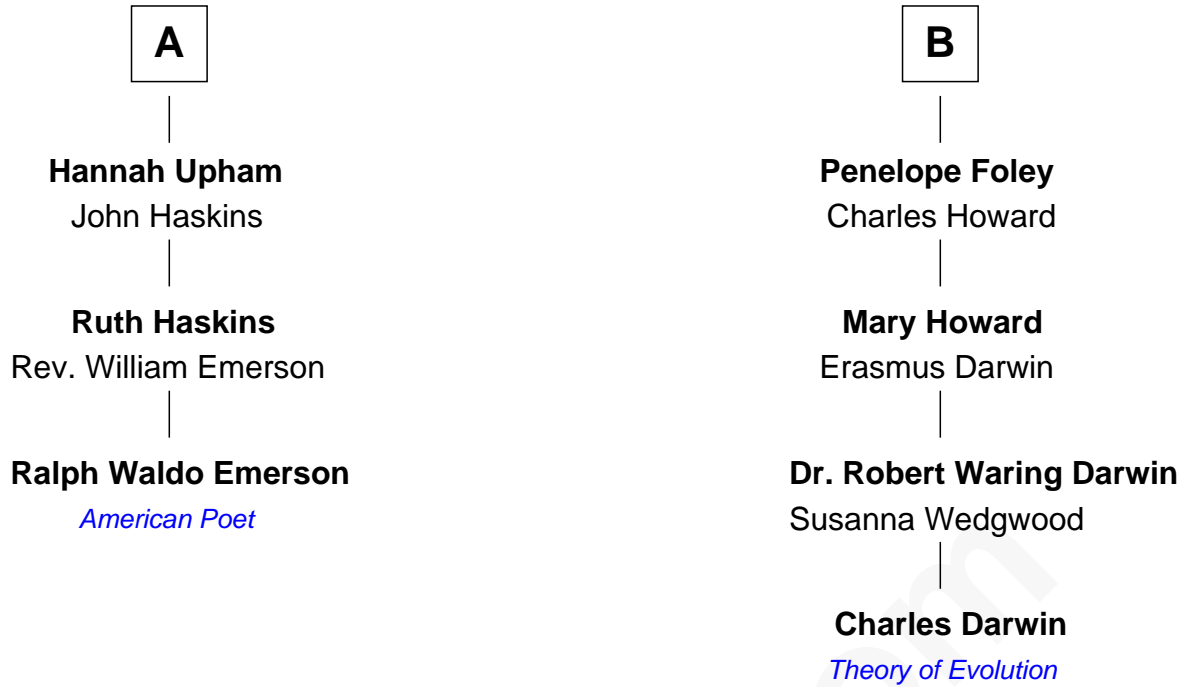 A
Hannah Upham
John Haskins
Ruth Haskins
Rev. William Emerson
Ralph Waldo Emerson
American Poet
B
Penelope Foley
Charles Howard
Mary Howard
Erasmus Darwin
Dr. Robert Waring Darwin
Susanna Wedgwood
Charles Darwin
Theory of Evolution